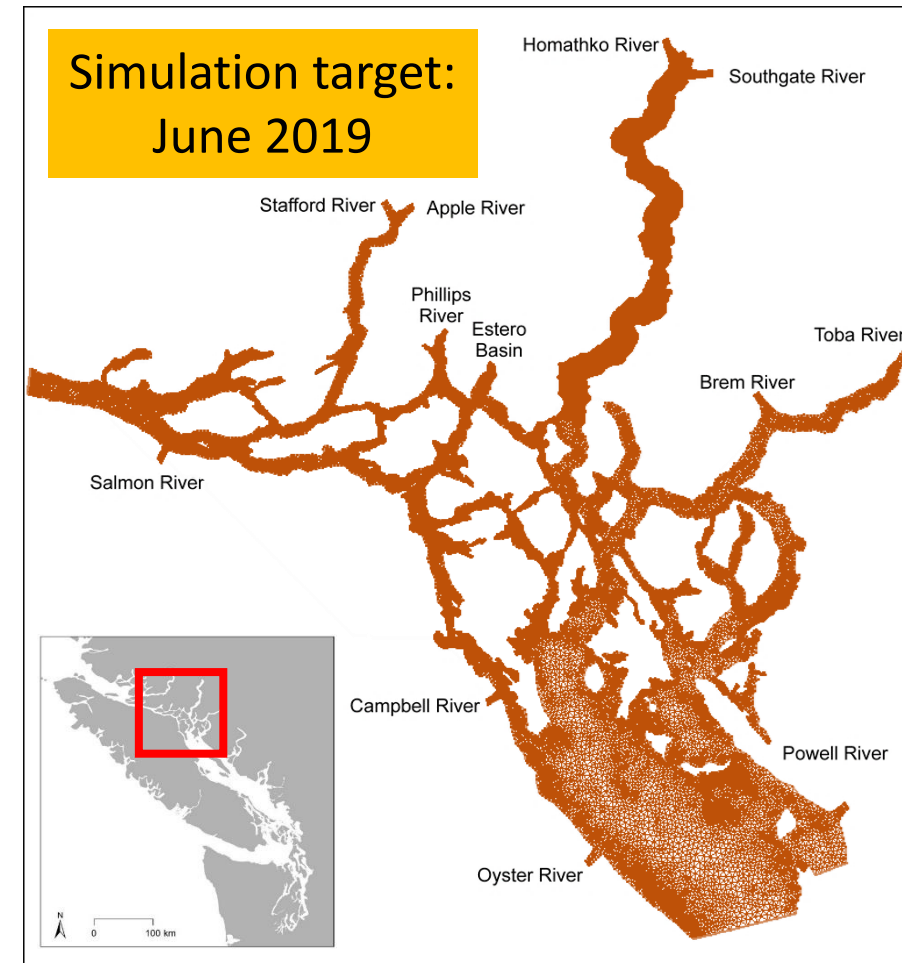 Simulation target:
June 2019
Homathko River
Southgate River
Stafford River
Apple River
Phillips
River
Estero
Basin
Toba River
Brem River
Salmon River
Campbell River
Powell River
Oyster River
N
0
100 km